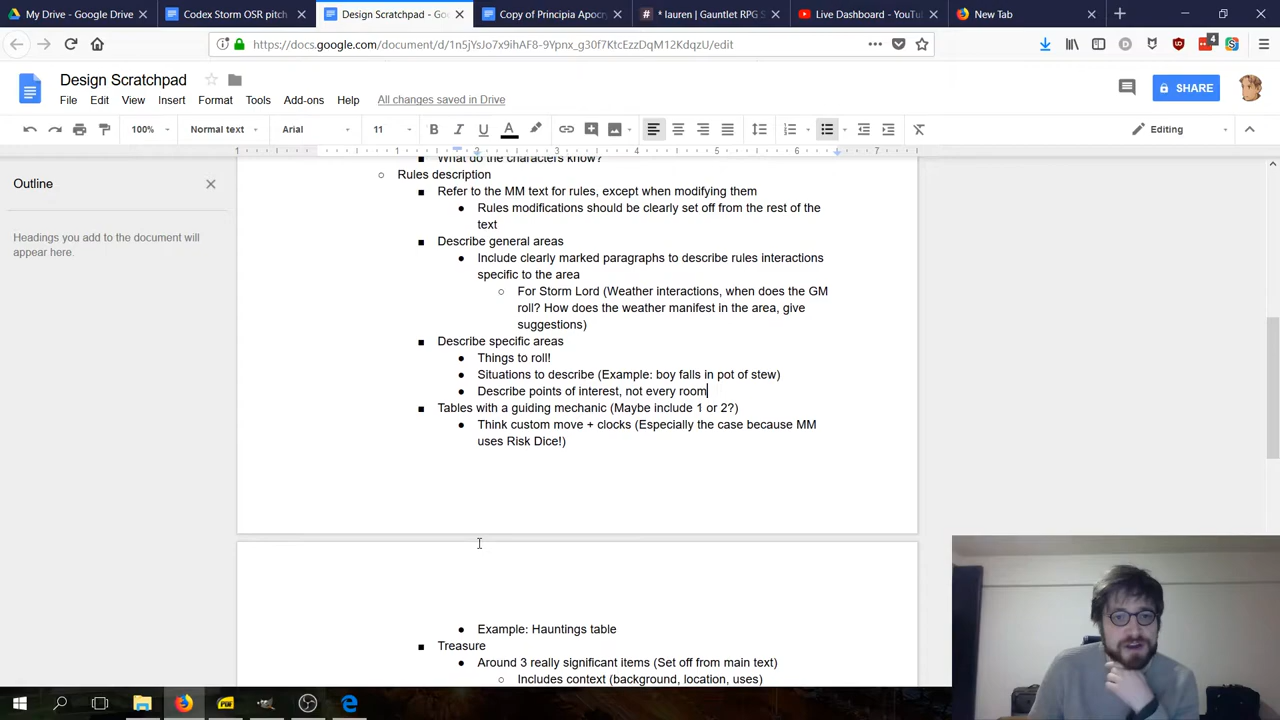 My Drive - Google Drive
Codex Storm OSR pitch
Design Scratchpad - Go
Copy of Principia Apocr
* lauren | Gauntlet RPG S
Live Dashboard - YouTu
New Tab
https://docs.google.com/document/d/1n5jYsJo7x9ihAF8-9Ypnx_g30f7KtcEzzDqM12KdqzU/edit
4
Design Scratchpad
File Edit View Insert Format Tools Add-ons Help All changes saved in Drive
SHARE
100% Normal text Arial 11 Editing
1 1 2 3 4 5 6 7
Outline
Headings you add to the document will
appear here.
What do the characters know?
Rules description
Refer to the MM text for rules, except when modifying them
Rules modifications should be clearly set off from the rest of the
text
Describe general areas
Include clearly marked paragraphs to describe rules interactions
specific to the area
For Storm Lord (Weather interactions, when does the GM
roll? How does the weather manifest in the area, give
suggestions)
Describe specific areas
Things to roll!
Situations to describe (Example: boy falls in pot of stew)
Describe points of interest, not every room
Tables with a guiding mechanic (Maybe include 1 or 2?)
Think custom move + clocks (Especially the case because MM
uses Risk Dice!)
Example: Hauntings table
Treasure
Around 3 really significant items (Set off from main text)
Includes context (background, location, uses)